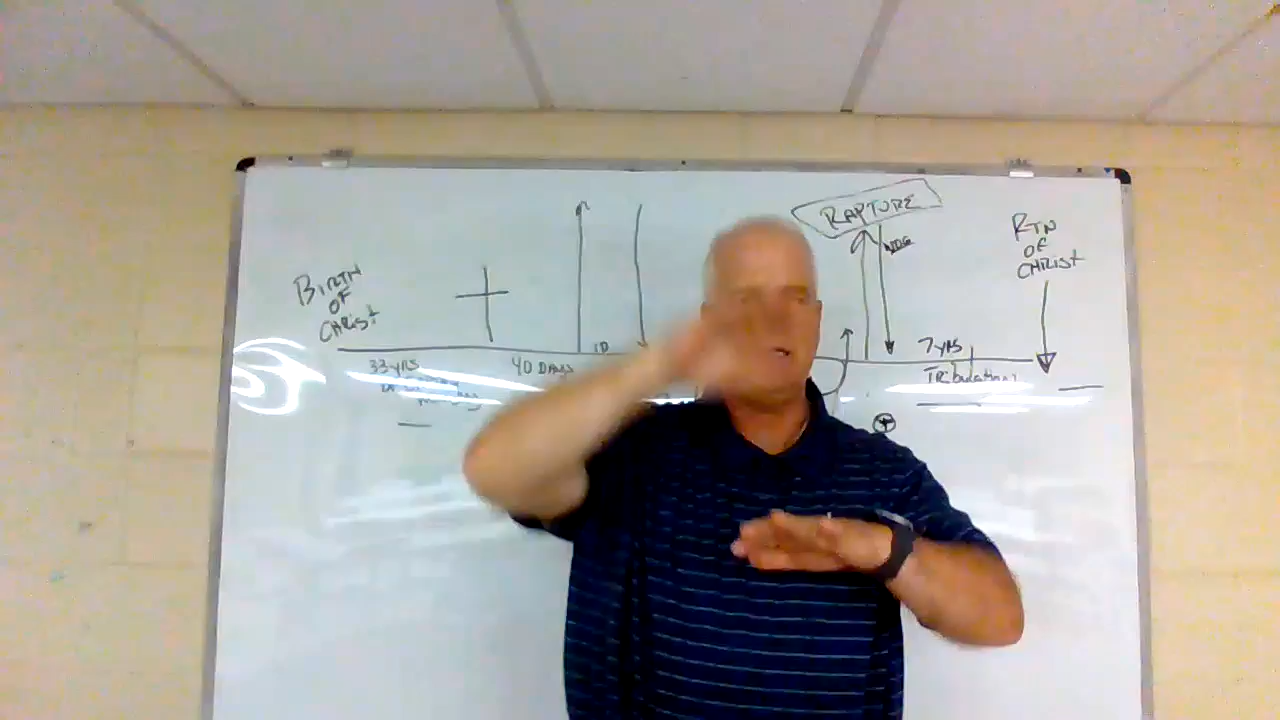 BIRTH
OF
CHRIST
33 YRS
40 DAYS
10
RAPTURE
7 YRS
Tribulation
RTN
OF
CHRIST